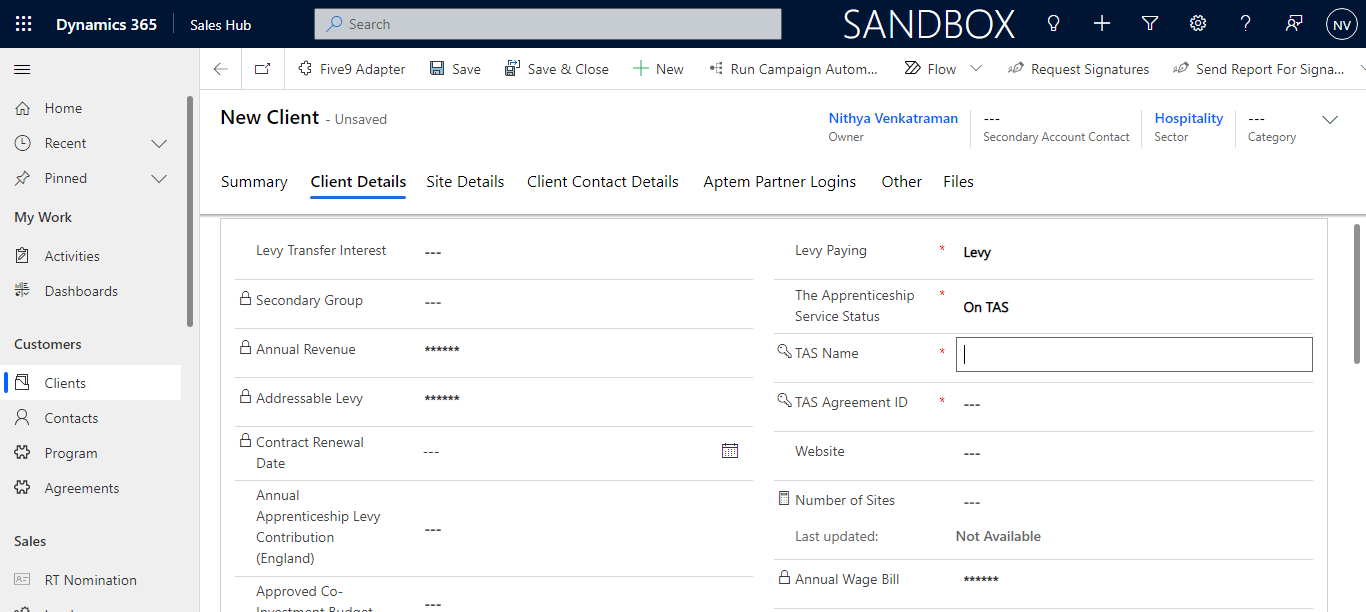 Dynamics 365
Sales Hub
Search
SANDBOX
NV
Five9 Adapter
Save
Save & Close
New
Run Campaign Autom...
Flow
Request Signatures
Send Report For Signa...
Home
Recent
Pinned
My Work
Activities
Dashboards
Customers
Clients
Contacts
Program
Agreements
Sales
RT Nomination
New Client - Unsaved
Nithya Venkatraman
Owner
---
Secondary Account Contact
Hospitality
Sector
---
Category
Summary
Client Details
Site Details
Client Contact Details
Aptem Partner Logins
Other
Files
Levy Transfer Interest
---
Secondary Group
---
Annual Revenue
******
Addressable Levy
******
Contract Renewal
Date
---
Annual
Apprenticeship Levy
Contribution
(England)
---
Approved Co-
Investment Budget
---
Levy Paying
*
Levy
The Apprenticeship
Service Status
*
On TAS
TAS Name
*
TAS Agreement ID
*
---
Website
---
Number of Sites
---
Last updated:
Not Available
Annual Wage Bill
******